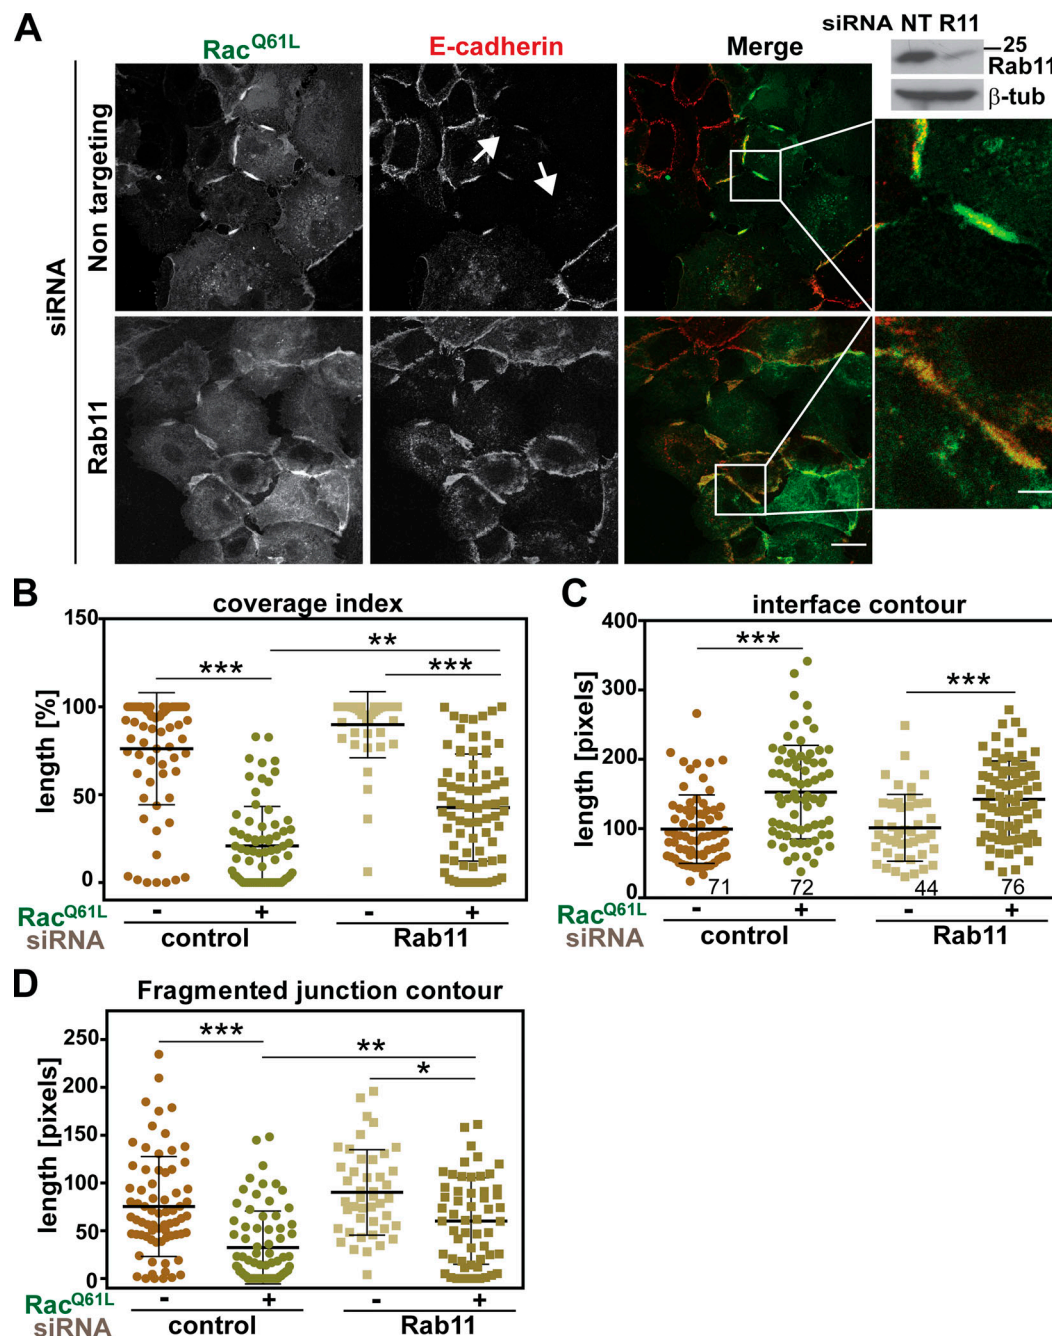 A
Rac^Q61L
E-cadherin
Merge
siRNA NT R11
25
Rab11
β-tub
siRNA
Non targeting
Rab11
B
coverage index
**
***
***
length [%]
150
100
50
0
Rac^Q61L - + - +
siRNA control Rab11
C
interface contour
***
***
length [pixels]
400
300
200
100
0
71 72 44 76
Rac^Q61L - + - +
siRNA control Rab11
D
Fragmented junction contour
***
**
*
length [pixels]
250
200
150
100
50
0
Rac^Q61L - + - +
siRNA control Rab11